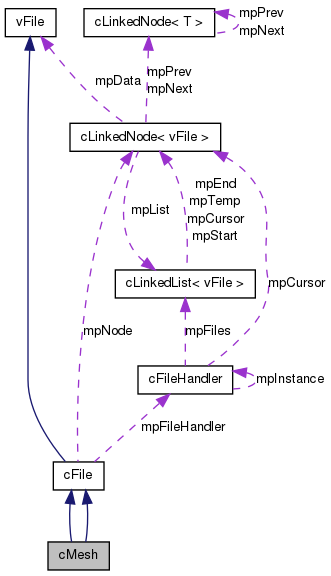 vFile
cLinkedNode< T >
mpPrev
mpNext
mpData
mpPrev
mpNext
cLinkedNode< vFile >
mpList
mpEnd
mpTemp
mpCursor
mpStart
cLinkedList< vFile >
mpCursor
mpNode
mpFiles
cFileHandler
mpInstance
mpFileHandler
cFile
cMesh